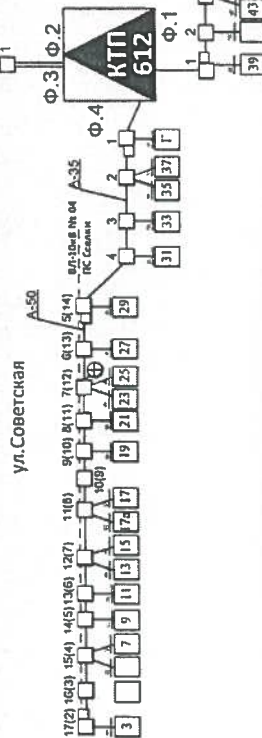 1
Ф.2
Ф.3
КТП
612
Ф.1
Ф.4
43
2
1
39
ул.Советская
А-50
А-35
ВЛ-10кВ № 04
ПС Севлки
17(2) 16(3) 15(4) 14(5) 13(6) 12(7) 11(8) 10(9) 9(10) 8(11) 7(12) 6(13) 5(14) 4 3 2 1
3 7 9 11 13 15 17а 17 19 21 23 25 27 29 31 33 35 37 Г